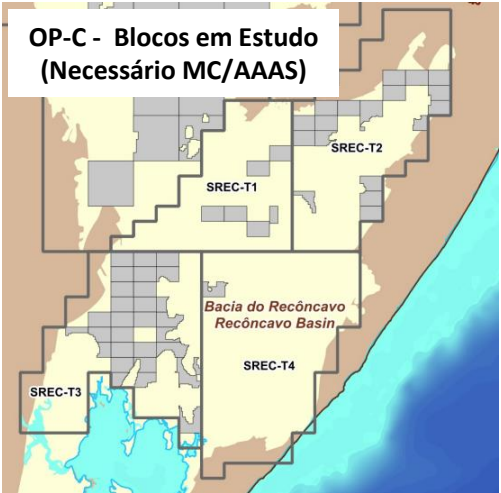 OP-C - Blocos em Estudo
(Necessário MC/AAAS)
SREC-T2
SREC-T1
Bacia do Recôncavo
Recôncavo Basin
SREC-T4
SREC-T3